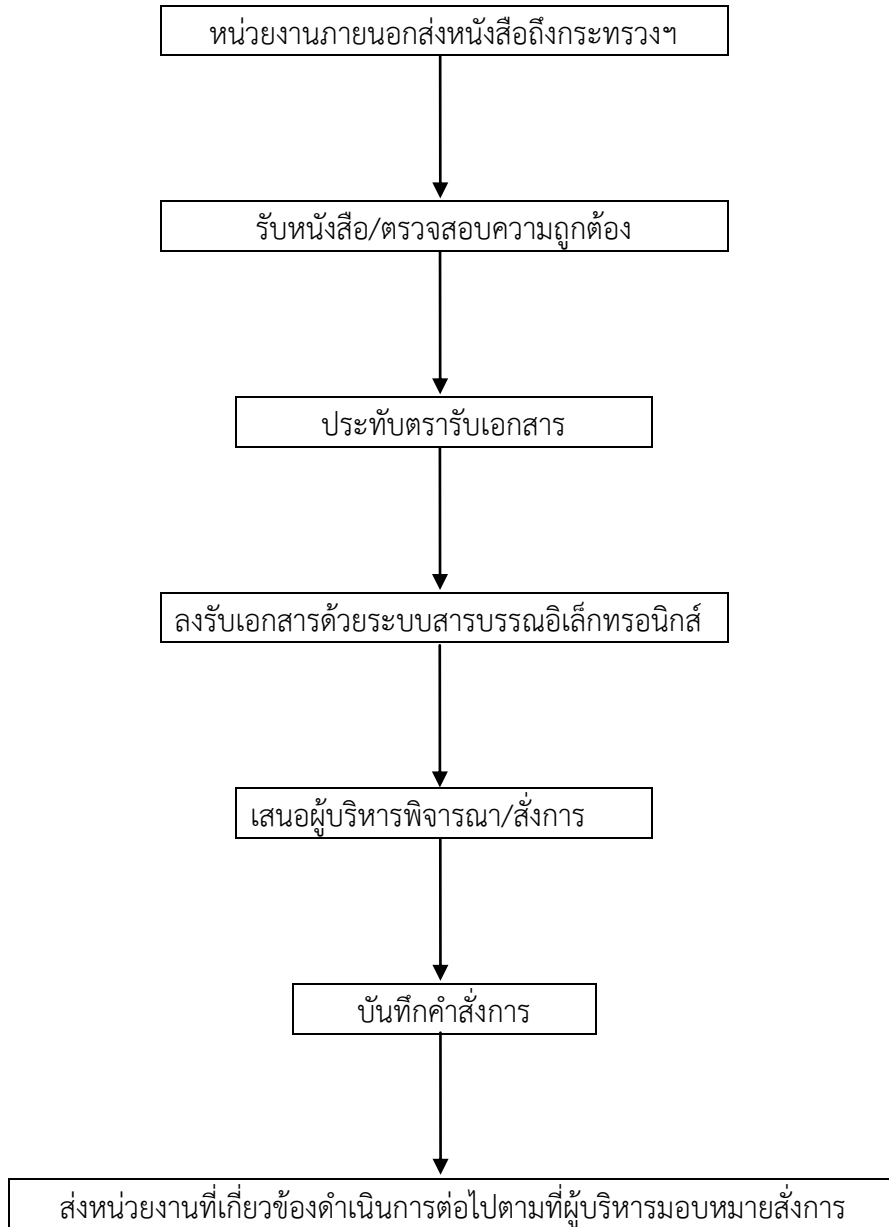 หน่วยงานภายนอกส่งหนังสือถึงกระทรวงฯ
รับหนังสือ/ตรวจสอบความถูกต้อง
ประทับตรารับเอกสาร
ลงรับเอกสารด้วยระบบสารบรรณอิเล็กทรอนิกส์
เสนอผู้บริหารพิจารณา/สั่งการ
บันทึกคำสั่งการ
ส่งหน่วยงานที่เกี่ยวข้องดำเนินการต่อไปตามที่ผู้บริหารมอบหมายสั่งการ